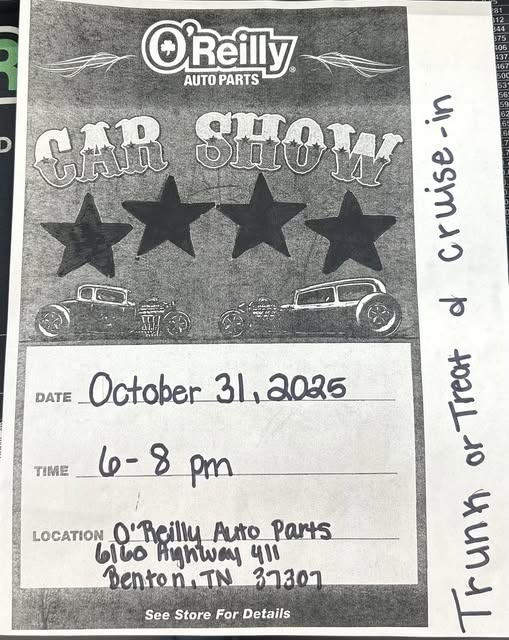 O'Reilly
AUTO PARTS
CAR SHOW
DATE October 31, 2025
TIME 6-8 pm
LOCATION O'Reilly Auto Parts
6160 Highway 411
Benton, TN 37307
See Store For Details
Trunk or Treat & cruise-in